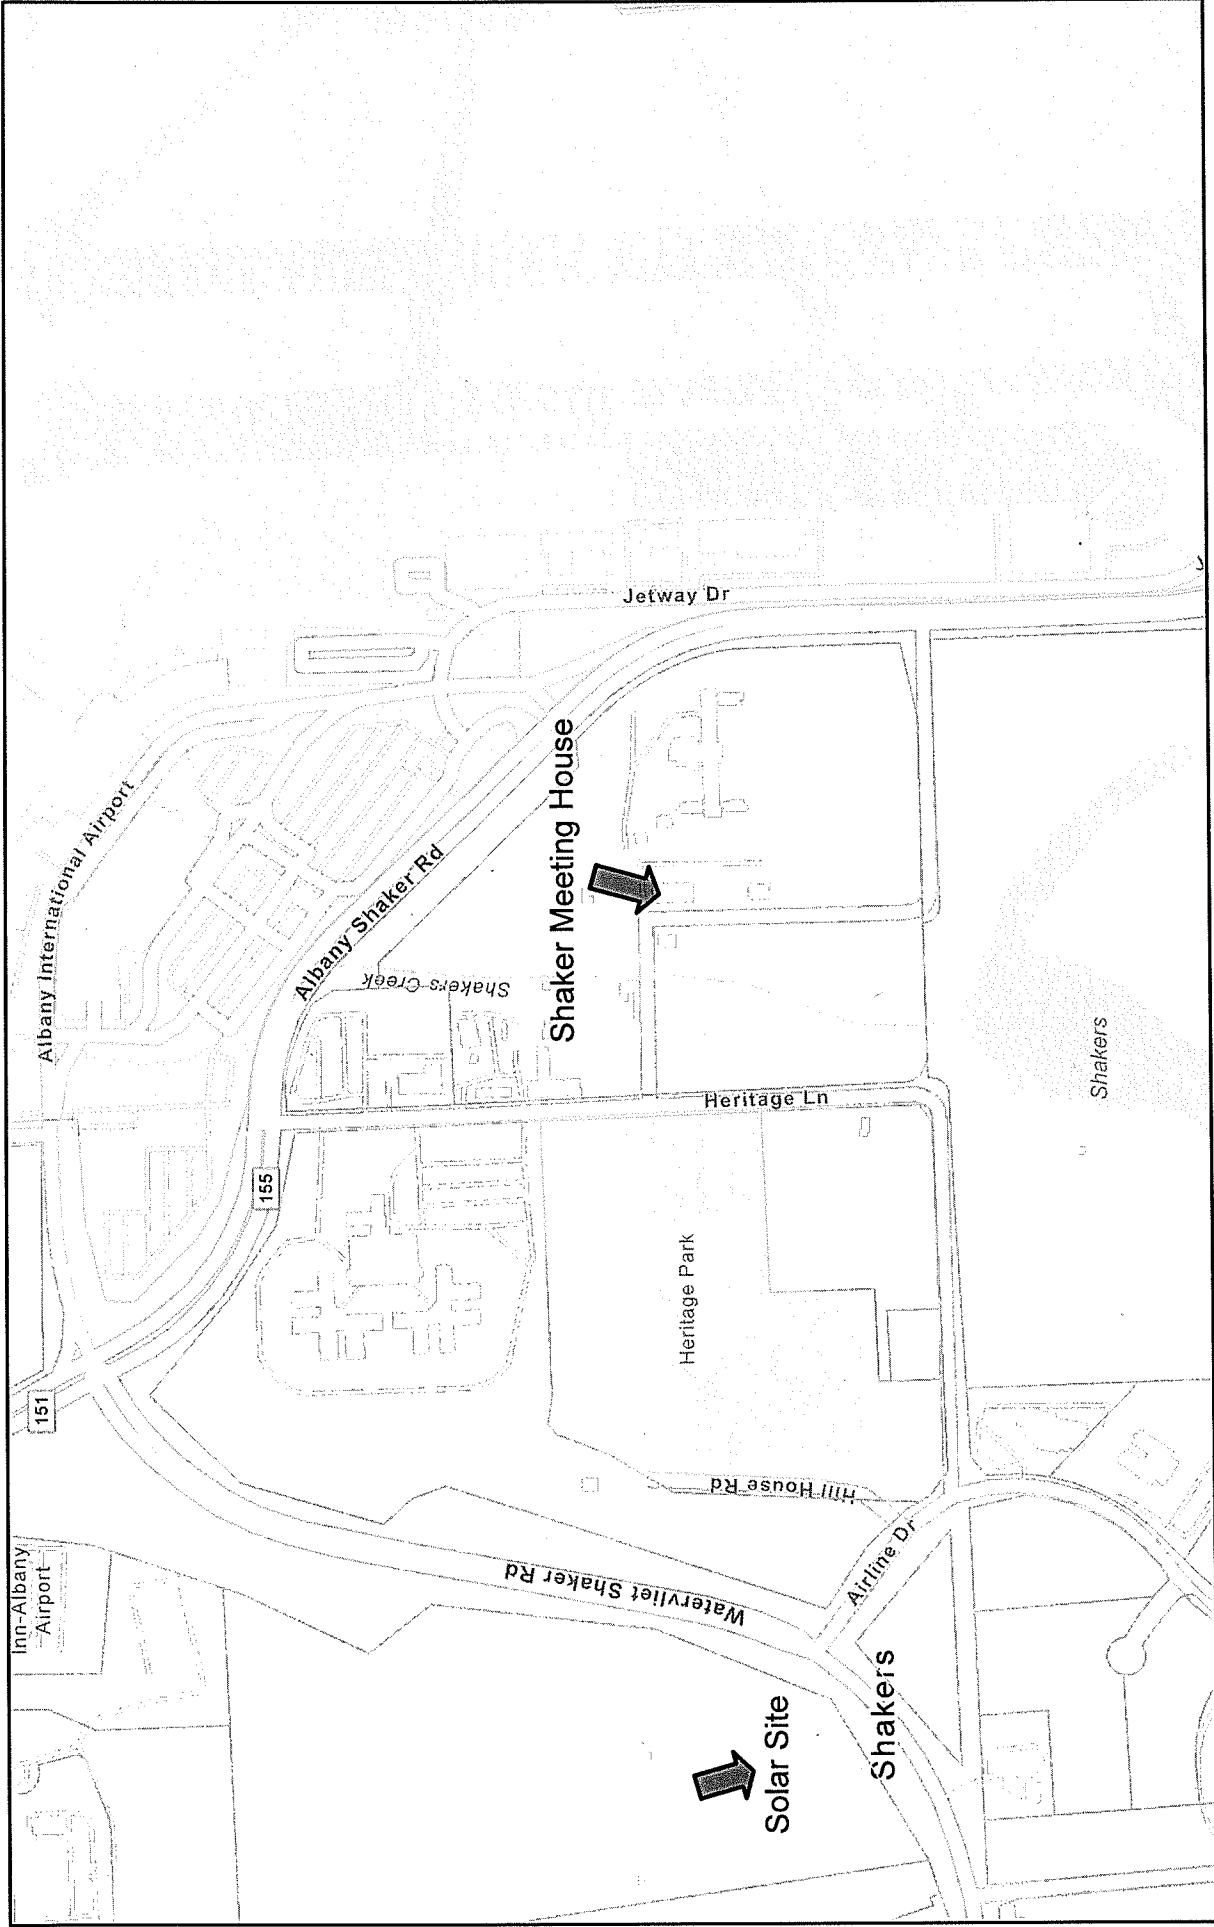 Inn-Albany
Airport
151
155
Albany International Airport
Albany Shaker Rd
Jetway Dr
Shakers Creek
Shaker Meeting House
Heritage Ln
Heritage Park
Hill House Rd
Watervliet Shaker Rd
Airline Dr
Solar Site
Shakers
Shakers